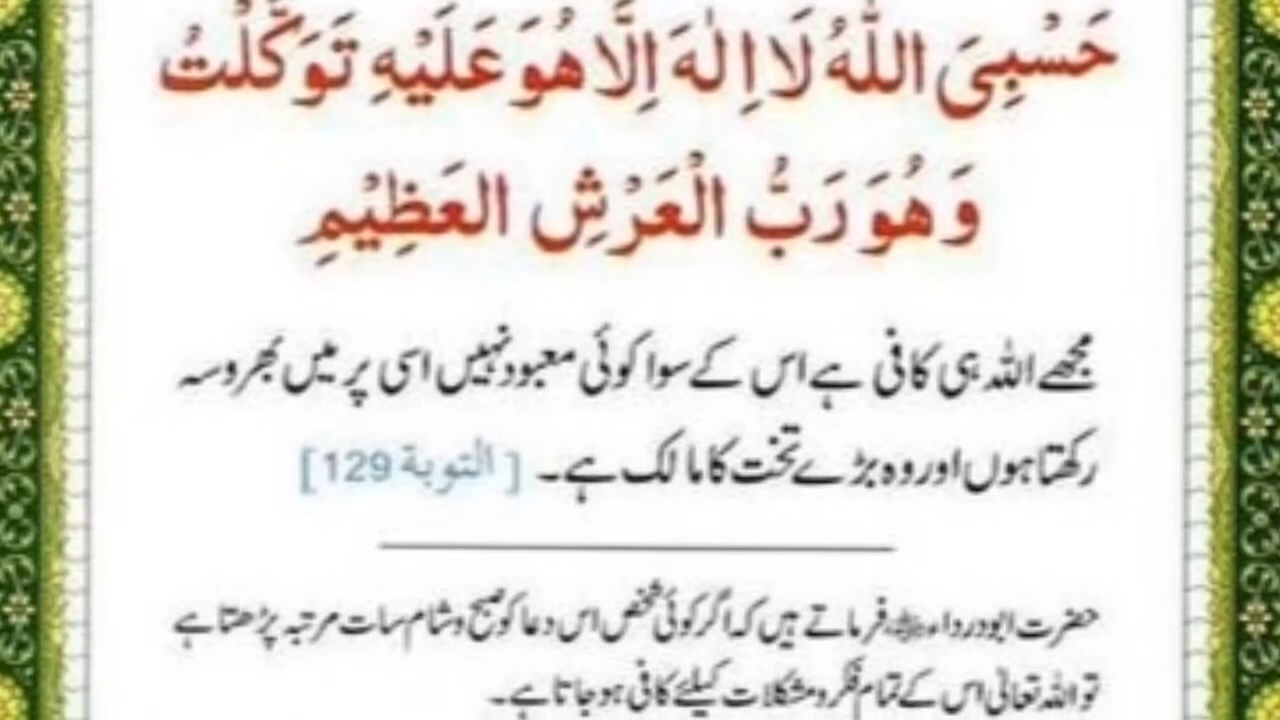 حَسْبِیَ اللّٰهُ لَا اِلٰهَ اِلَّا هُوَ عَلَیْهِ تَوَکَّلْتُ
وَهُوَ رَبُّ الْعَرْشِ العَظِیْمِ
مجھے اللہ ہی کافی ہے اس کے سوا کوئی معبود نہیں اسی پر میں بھروسہ
رکھتا ہوں اور وہ بڑے تخت کا مالک ہے۔ [التوبة 129]
حضرت ابودرداء فرماتے ہیں کہ اگر کوئی شخص اس دعا کو صبح و شام سات مرتبہ پڑھتا ہے
تو اللہ تعالیٰ اس کے تمام فکر و مشکلات کیلئے کافی ہو جاتا ہے۔